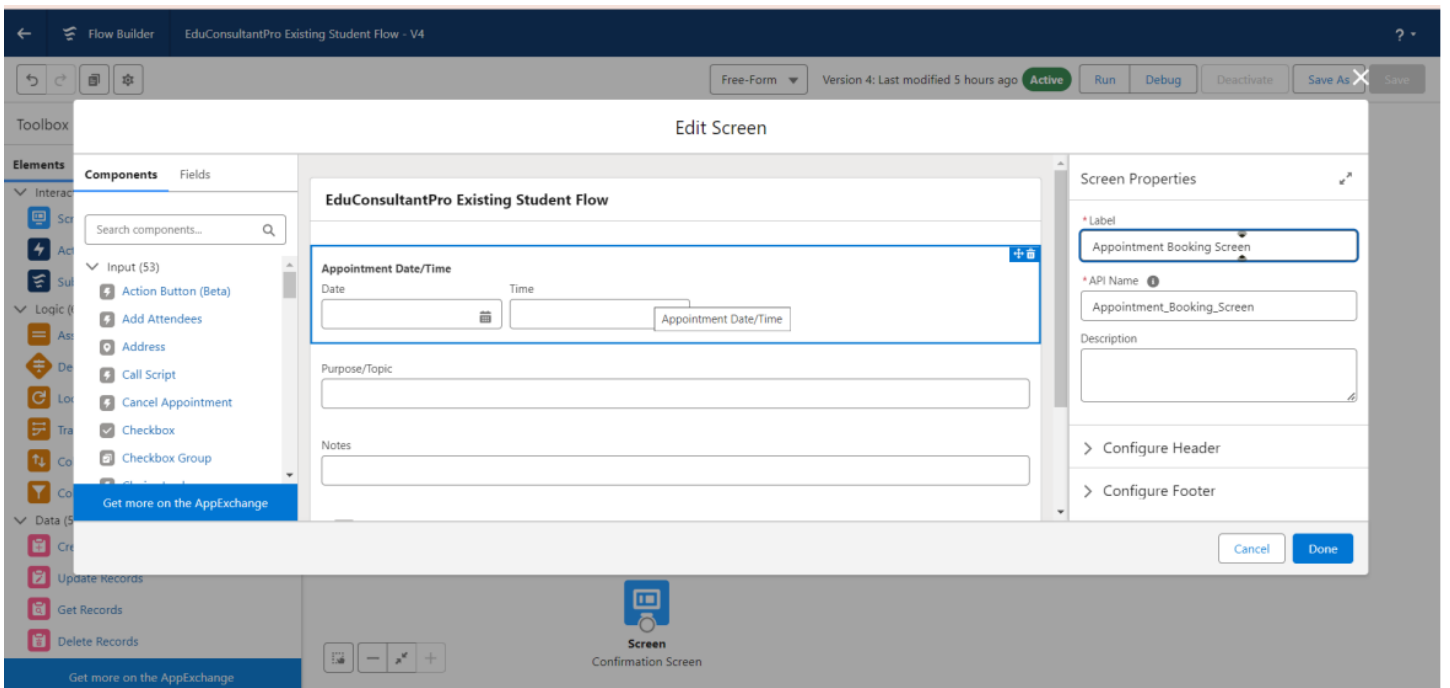 Flow Builder EduConsultantPro Existing Student Flow - V4 ?
Free-Form Version 4: Last modified 5 hours ago Active Run Debug Deactivate Save As Save
Toolbox
Edit Screen
Elements
Components Fields
Screen Properties
EduConsultantPro Existing Student Flow
* Label
Search components...
Appointment Booking Screen
Input (53)
Appointment Date/Time
Action Button (Beta)
Date Time
* API Name
Add Attendees
Appointment Date/Time
Appointment_Booking_Screen
Address
Description
Call Script
Purpose/Topic
Cancel Appointment
Checkbox
Notes
Configure Header
Checkbox Group
Get more on the AppExchange
Configure Footer
Data (5
Cancel Done
Update Records
Get Records
Delete Records
Screen
Confirmation Screen
Get more on the AppExchange